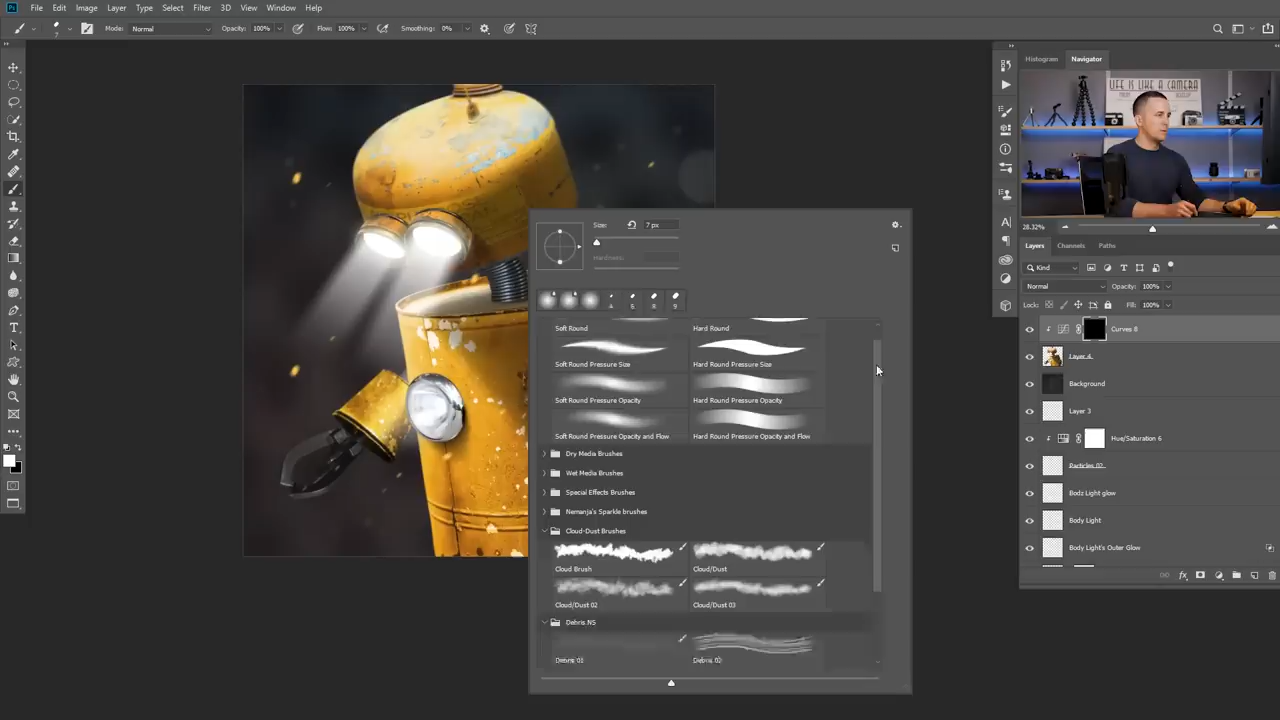 Ps File Edit Image Layer Type Select Filter 3D View Window Help
7 Mode: Normal Opacity: 100% Flow: 100% Smoothing: 0%
Histogram Navigator
LIFE IS LIKE A CAMERA
Size: 7 px
Hardness:
28.32%
Layers Channels Paths
Kind
Normal Opacity: 100%
Lock: Fill: 100%
6 8 9
Soft Round Hard Round
Soft Round Pressure Size Hard Round Pressure Size
Soft Round Pressure Opacity Hard Round Pressure Opacity
Soft Round Pressure Opacity and Flow Hard Round Pressure Opacity and Flow
Dry Media Brushes
Wet Media Brushes
Special Effects Brushes
Nemanja's Sparkle brushes
Cloud-Dust Brushes
Cloud Brush Cloud/Dust
Cloud/Dust 02 Cloud/Dust 03
Debris.NS
Debris 01 Debris 02
Curves 8
Layer 4
Background
Layer 3
Hue/Saturation 6
Particles 02
Bodz Light glow
Body Light
Body Light's Outer Glow